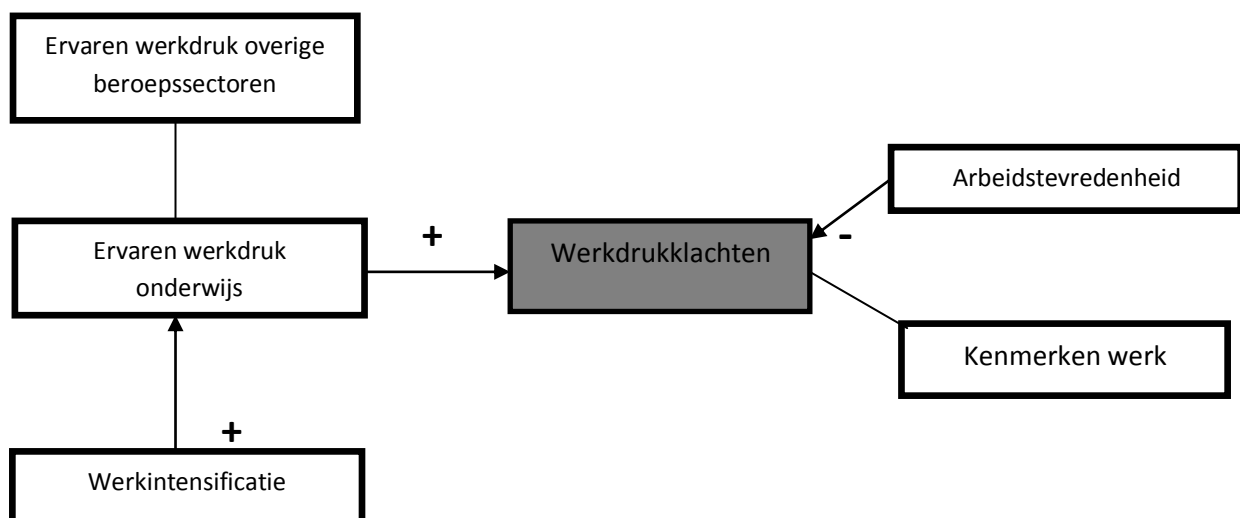 Ervaren werkdruk overige
beroepssectoren
Arbeidstevredenheid
+
-
Ervaren werkdruk
onderwijs
Werkdrukklachten
Kenmerken werk
+
Werkintensificatie